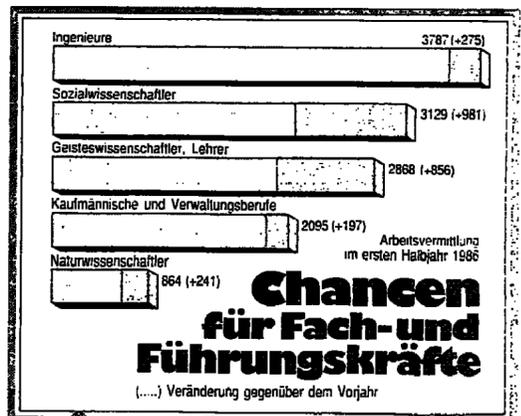 Ingenieure
3787 (+275)
Sozialwissenschaftler
3129 (+981)
Geisteswissenschaftler, Lehrer
2868 (+856)
Kaufmännische und Verwaltungsberufe
2095 (+197)
Arbeitsvermittlung
im ersten Halbjahr 1986
Naturwissenschaftler
864 (+241)
Chancen
für Fach- und
Führungskräfte
(.....) Veränderung gegenüber dem Vorjahr